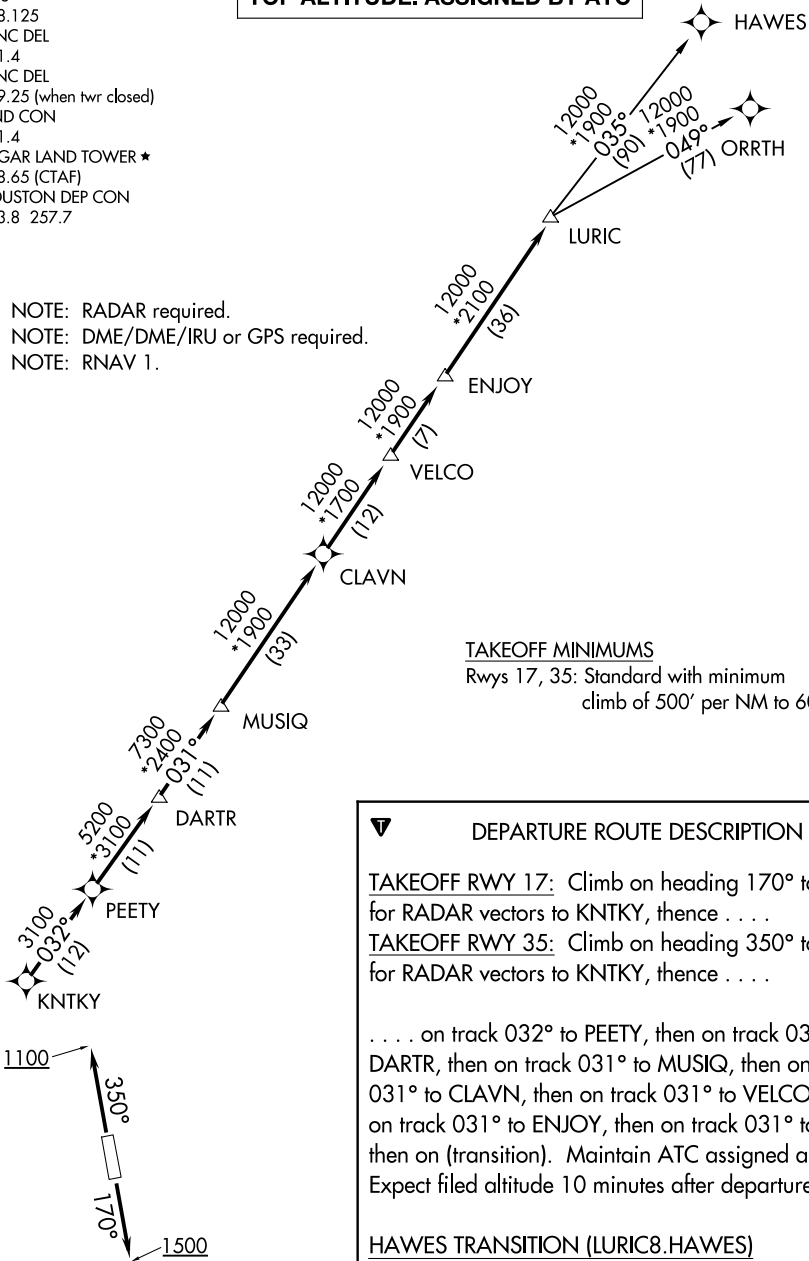 TOP ALTITUDE: ASSIGNED BY ATC
8.125
NC DEL
1.4
NC DEL
9.25 (when twr closed)
ND CON
1.4
GAR LAND TOWER ★
8.65 (CTAF)
OUSTON DEP CON
3.8 257.7
NOTE: RADAR required.
NOTE: DME/DME/IRU or GPS required.
NOTE: RNAV 1.
HAWES
12000
*1900
035°
(90)
12000
*1900
049°
(77)
ORRTH
LURIC
12000
*2100
(36)
ENJOY
12000
*1900
(7)
VELCO
12000
*1700
(12)
CLAVN
12000
*1900
(33)
MUSIQ
7300
*2400
031°
(11)
DARTR
5200
*3100
(11)
PEETY
3100
032°
(12)
KNTKY
1100
350°
170°
1500
TAKEOFF MINIMUMS
Rwys 17, 35: Standard with minimum
climb of 500' per NM to 60
T
DEPARTURE ROUTE DESCRIPTION
TAKEOFF RWY 17: Climb on heading 170° to
for RADAR vectors to KNTKY, thence . . . .
TAKEOFF RWY 35: Climb on heading 350° to
for RADAR vectors to KNTKY, thence . . . .
. . . . on track 032° to PEETY, then on track 03
DARTR, then on track 031° to MUSIQ, then on
031° to CLAVN, then on track 031° to VELCO
on track 031° to ENJOY, then on track 031° to
then on (transition). Maintain ATC assigned a
Expect filed altitude 10 minutes after departure
HAWES TRANSITION (LURIC8.HAWES)